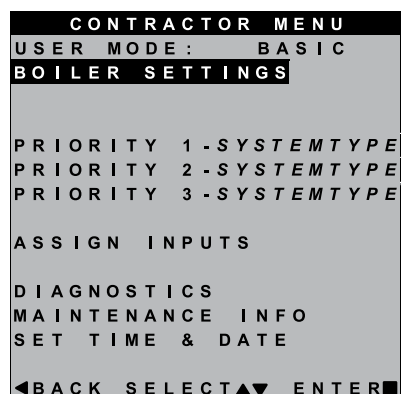 CONTRACTOR MENU
USER MODE: BASIC
BOILER SETTINGS
PRIORITY 1-SYSTEMTYPE
PRIORITY 2-SYSTEMTYPE
PRIORITY 3-SYSTEMTYPE
ASSIGN INPUTS
DIAGNOSTICS
MAINTENANCE INFO
SET TIME & DATE
◀BACK SELECT▲▼ ENTER■